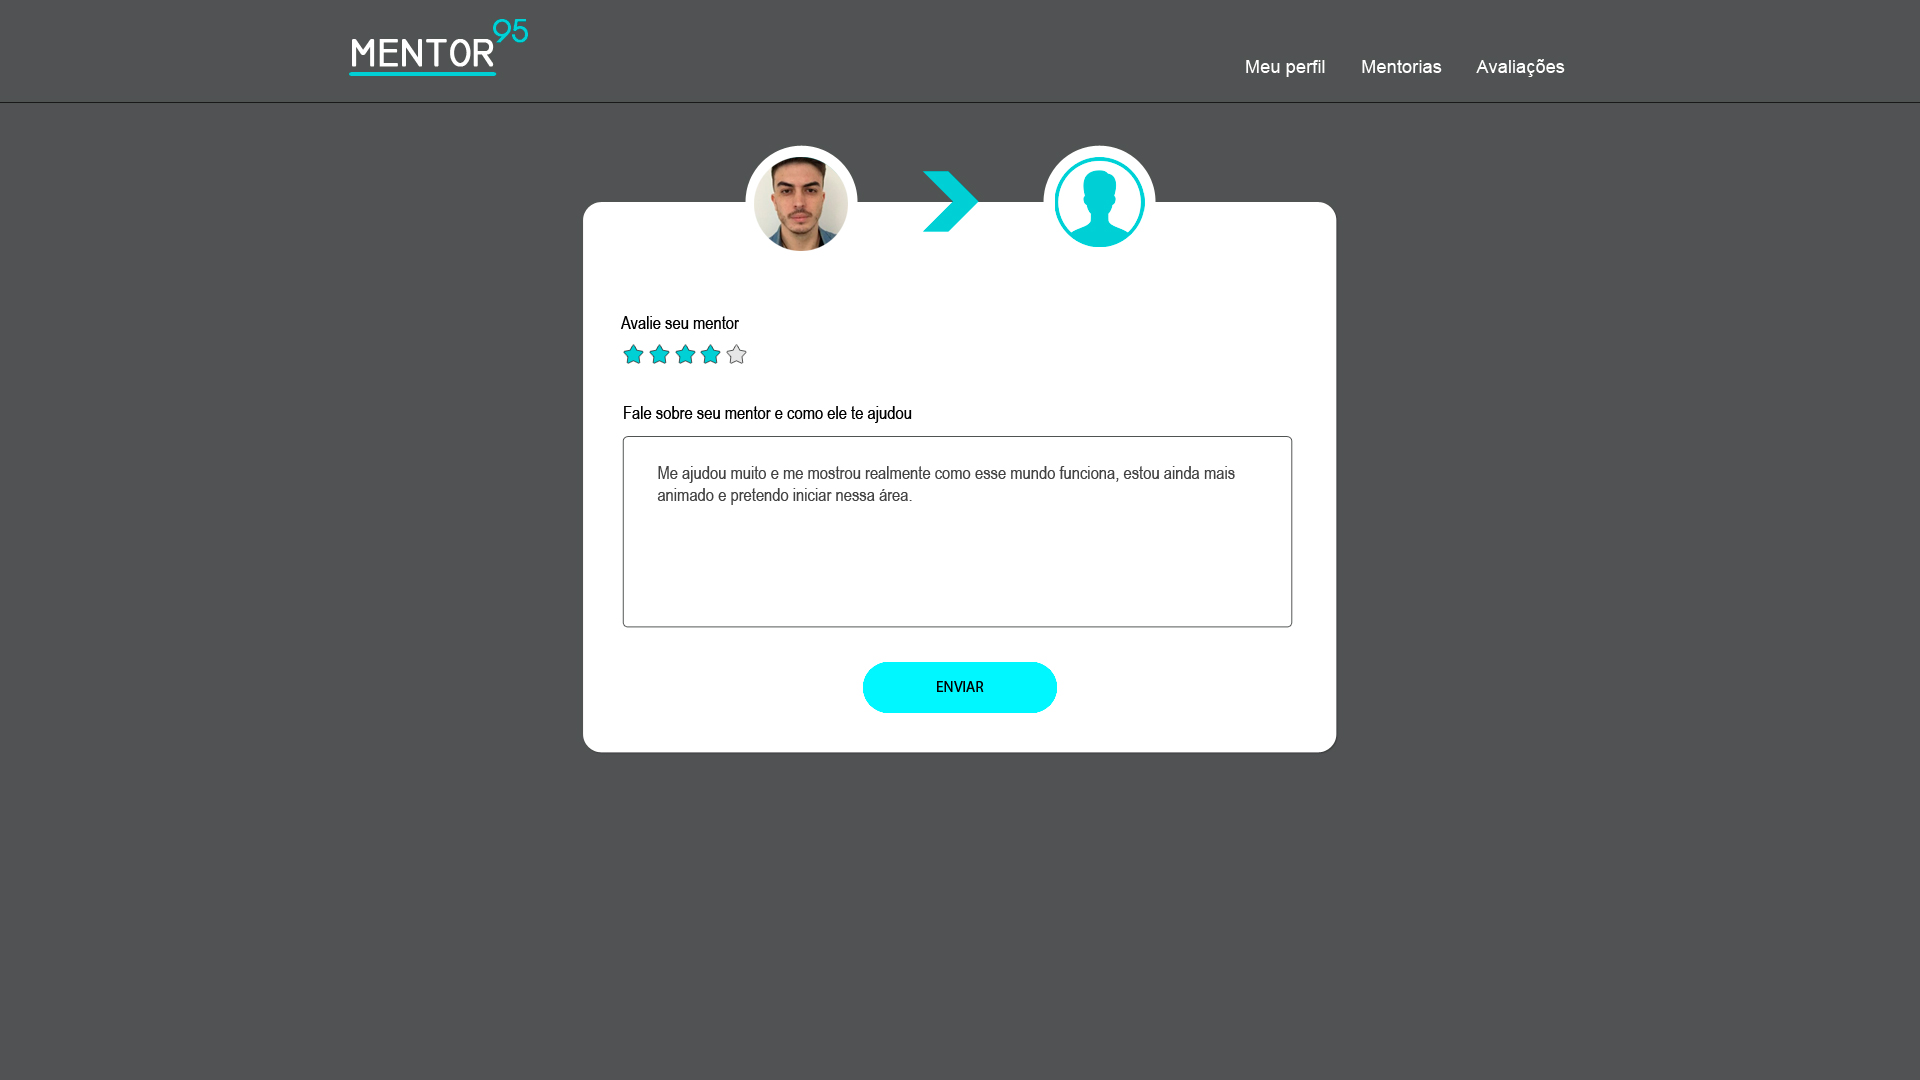 MENTOR95
Meu perfil Mentorias Avaliações
Avalie seu mentor
Fale sobre seu mentor e como ele te ajudou
Me ajudou muito e me mostrou realmente como esse mundo funciona, estou ainda mais
animado e pretendo iniciar nessa área.
ENVIAR